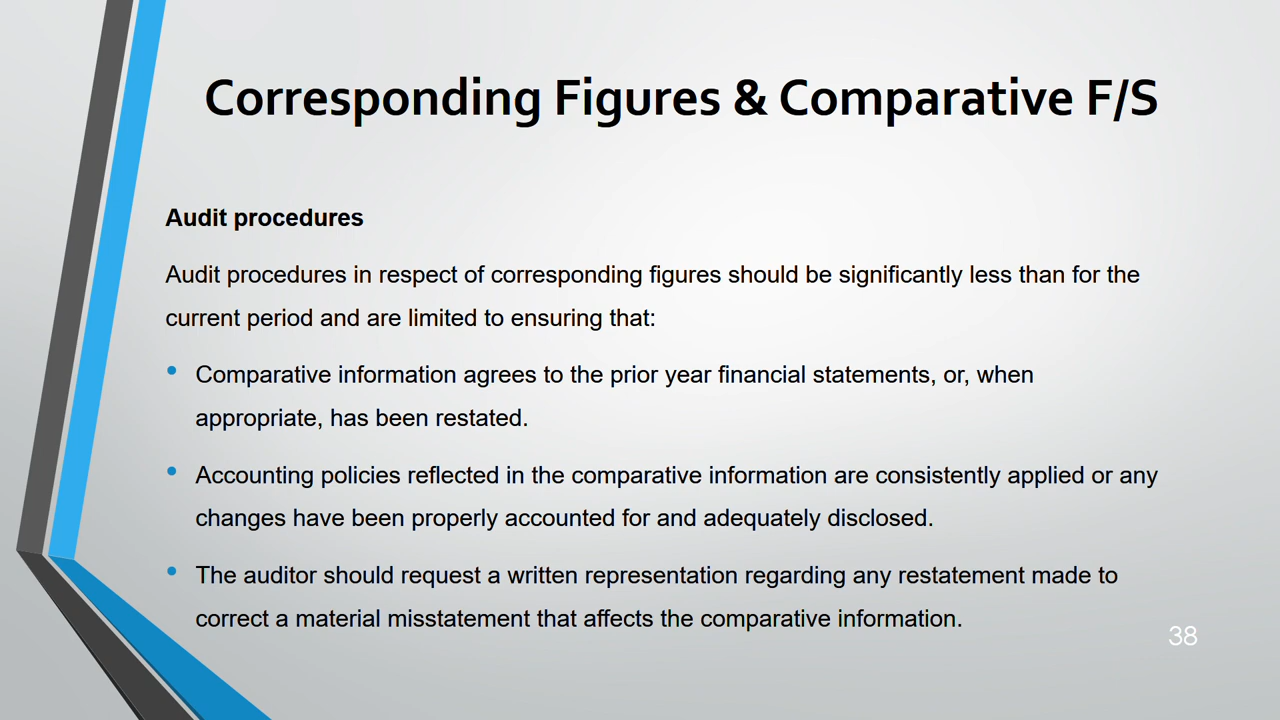 Corresponding Figures & Comparative F/S
Audit procedures
Audit procedures in respect of corresponding figures should be significantly less than for the
current period and are limited to ensuring that:
• Comparative information agrees to the prior year financial statements, or, when
appropriate, has been restated.
• Accounting policies reflected in the comparative information are consistently applied or any
changes have been properly accounted for and adequately disclosed.
• The auditor should request a written representation regarding any restatement made to
correct a material misstatement that affects the comparative information.
38